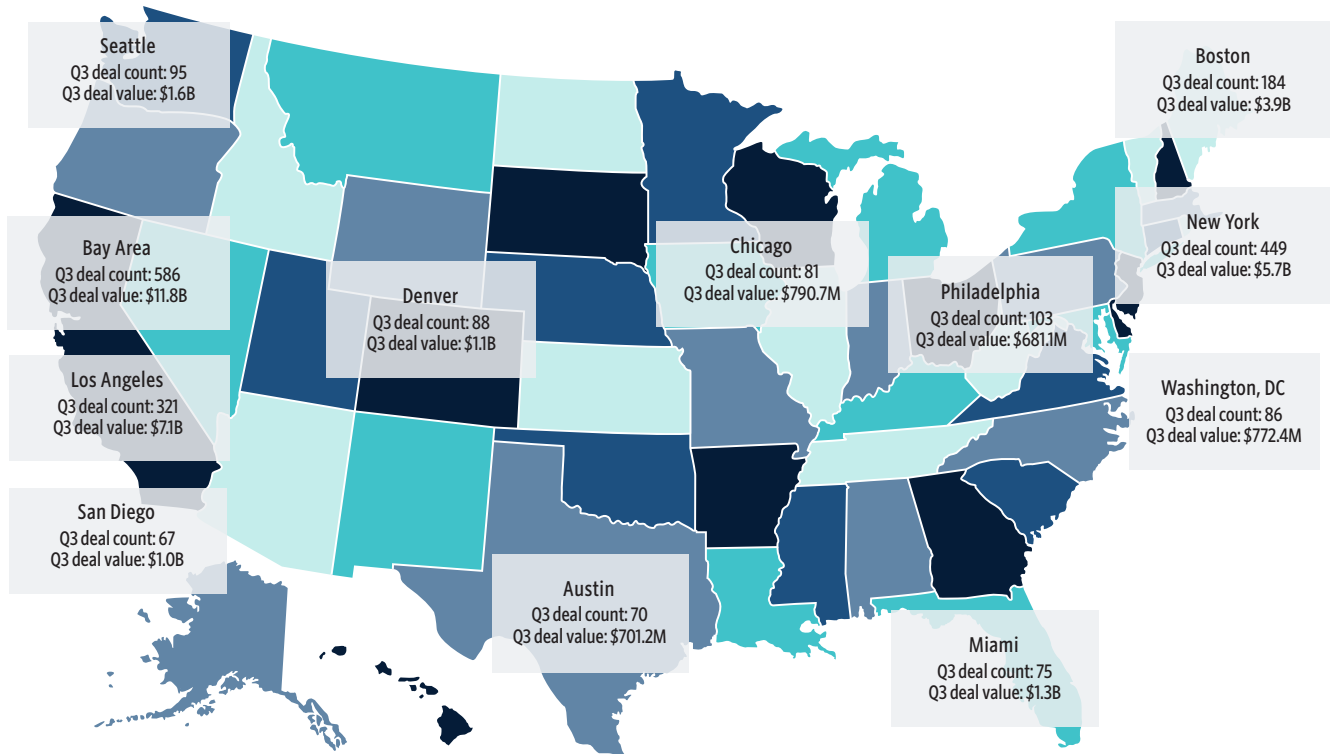 Seattle
Q3 deal count: 95
Q3 deal value: $1.6B
Boston
Q3 deal count: 184
Q3 deal value: $3.9B
Bay Area
Q3 deal count: 586
Q3 deal value: $11.8B
New York
Q3 deal count: 449
Q3 deal value: $5.7B
Chicago
Q3 deal count: 81
Q3 deal value: $790.7M
Denver
Q3 deal count: 88
Q3 deal value: $1.1B
Philadelphia
Q3 deal count: 103
Q3 deal value: $681.1M
Los Angeles
Q3 deal count: 321
Q3 deal value: $7.1B
Washington, DC
Q3 deal count: 86
Q3 deal value: $772.4M
San Diego
Q3 deal count: 67
Q3 deal value: $1.0B
Austin
Q3 deal count: 70
Q3 deal value: $701.2M
Miami
Q3 deal count: 75
Q3 deal value: $1.3B